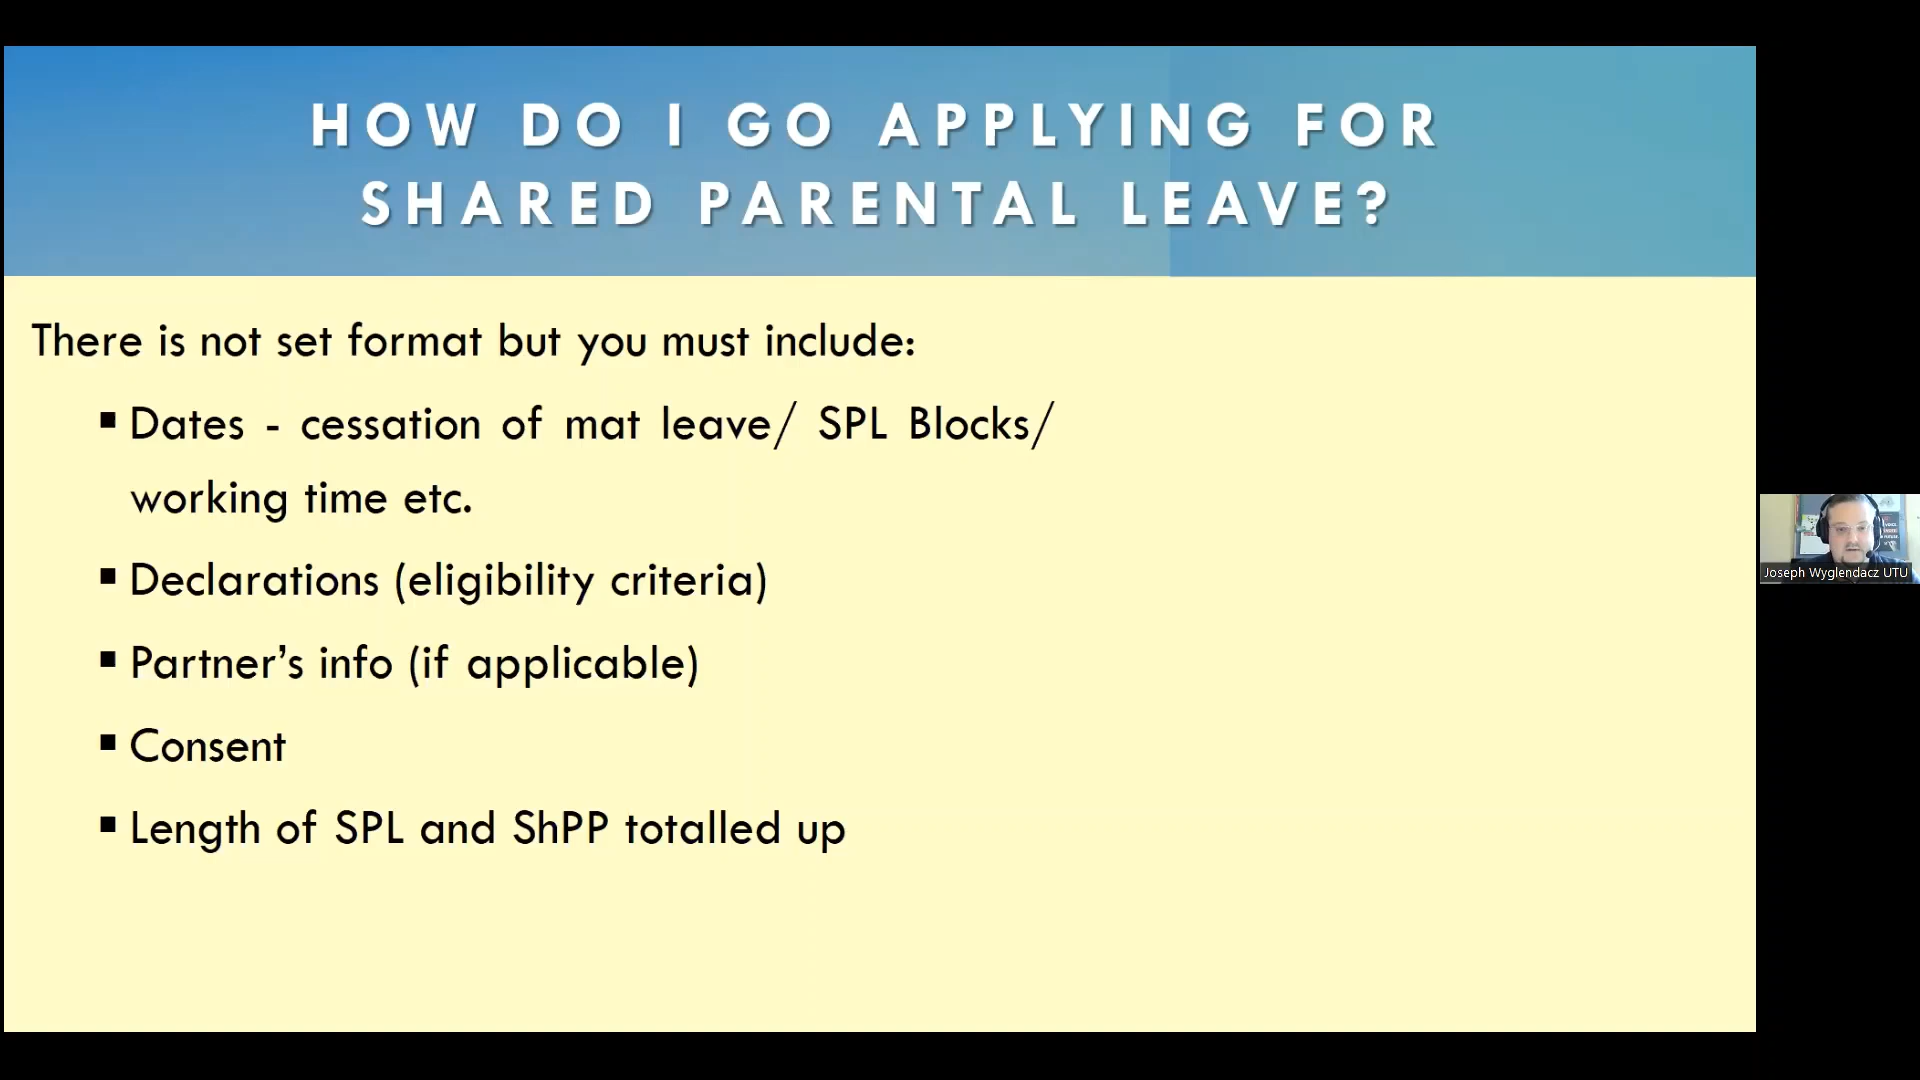 HOW DO I GO APPLYING FOR
SHARED PARENTAL LEAVE?
There is not set format but you must include:
▪ Dates - cessation of mat leave/ SPL Blocks/
working time etc.
▪ Declarations (eligibility criteria)
▪ Partner’s info (if applicable)
▪ Consent
▪ Length of SPL and ShPP totalled up
Joseph Wyglendacz UTU